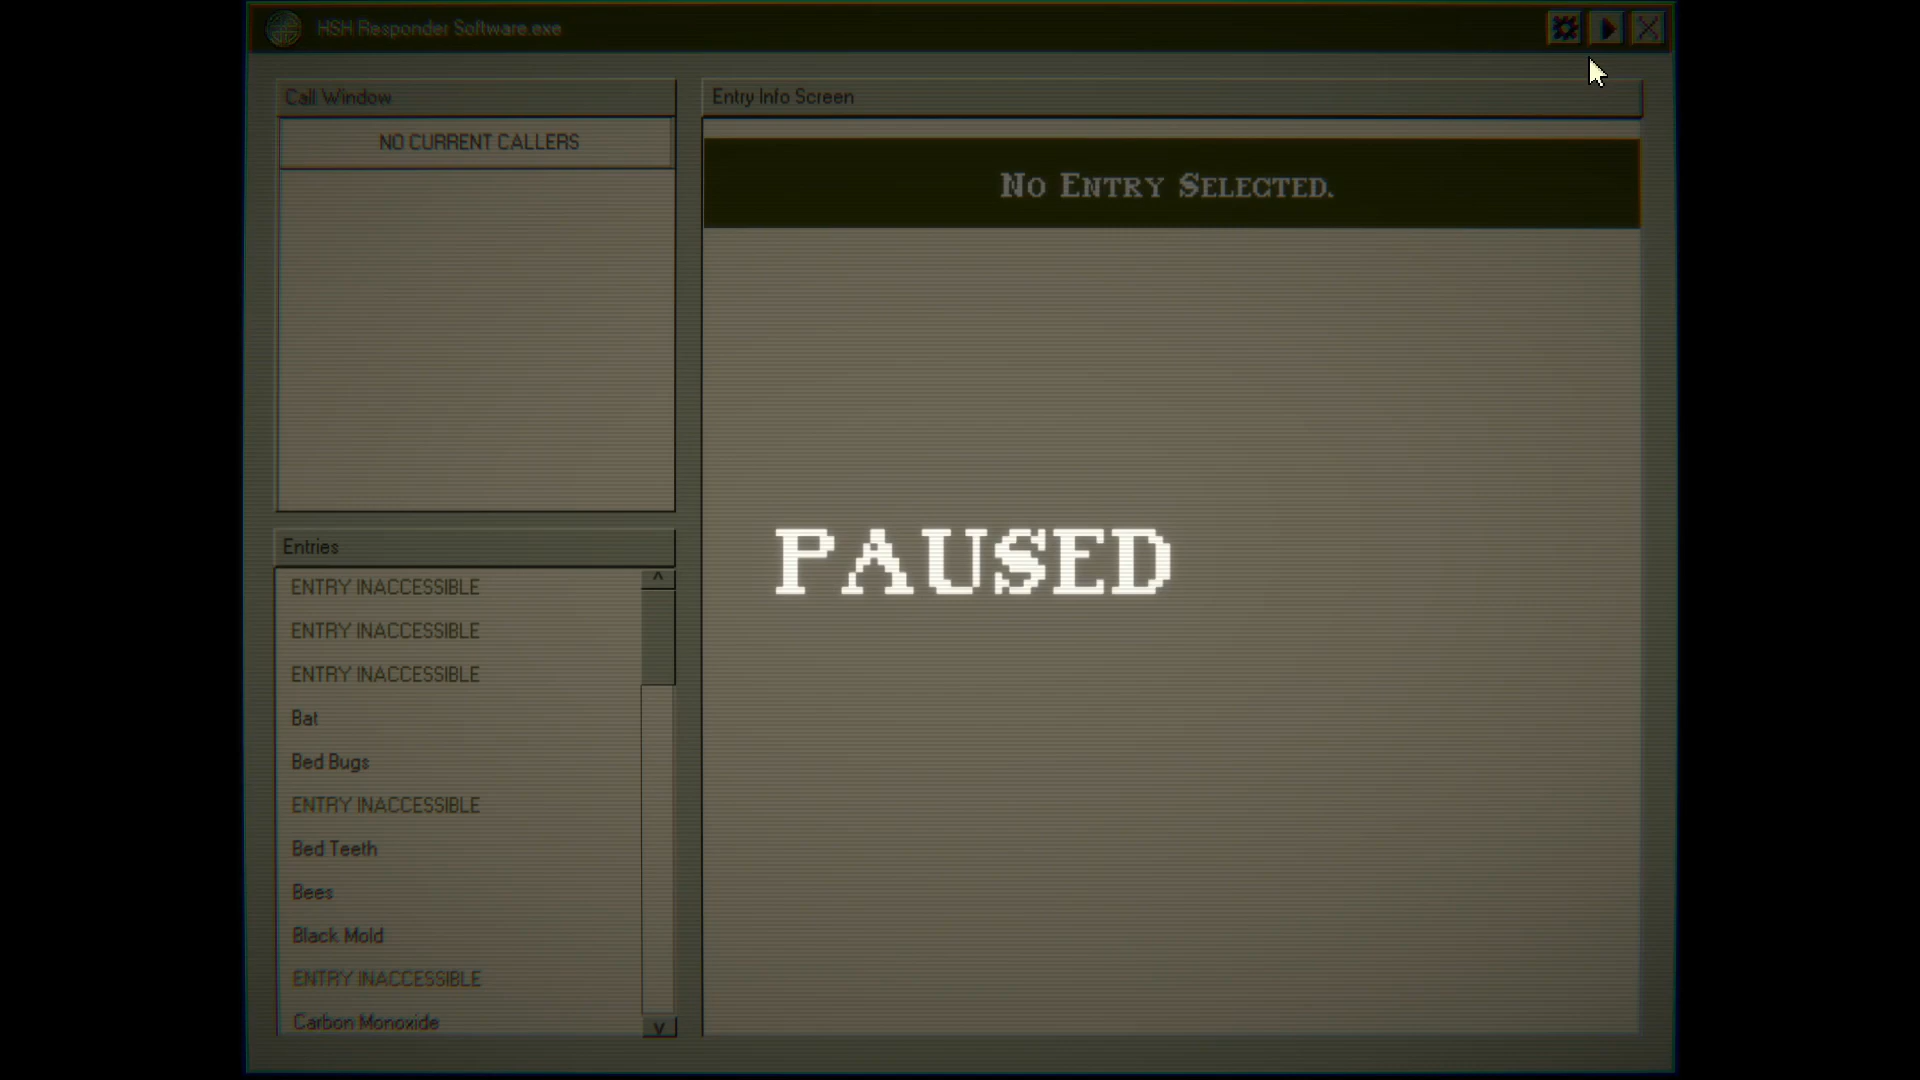 HSH Responder Software.exe
Call Window
NO CURRENT CALLERS
Entry Info Screen
No Entry Selected.
PAUSED
Entries
ENTRY INACCESSIBLE
ENTRY INACCESSIBLE
ENTRY INACCESSIBLE
Bat
Bed Bugs
ENTRY INACCESSIBLE
Bed Teeth
Bees
Black Mold
ENTRY INACCESSIBLE
Carbon Monoxide